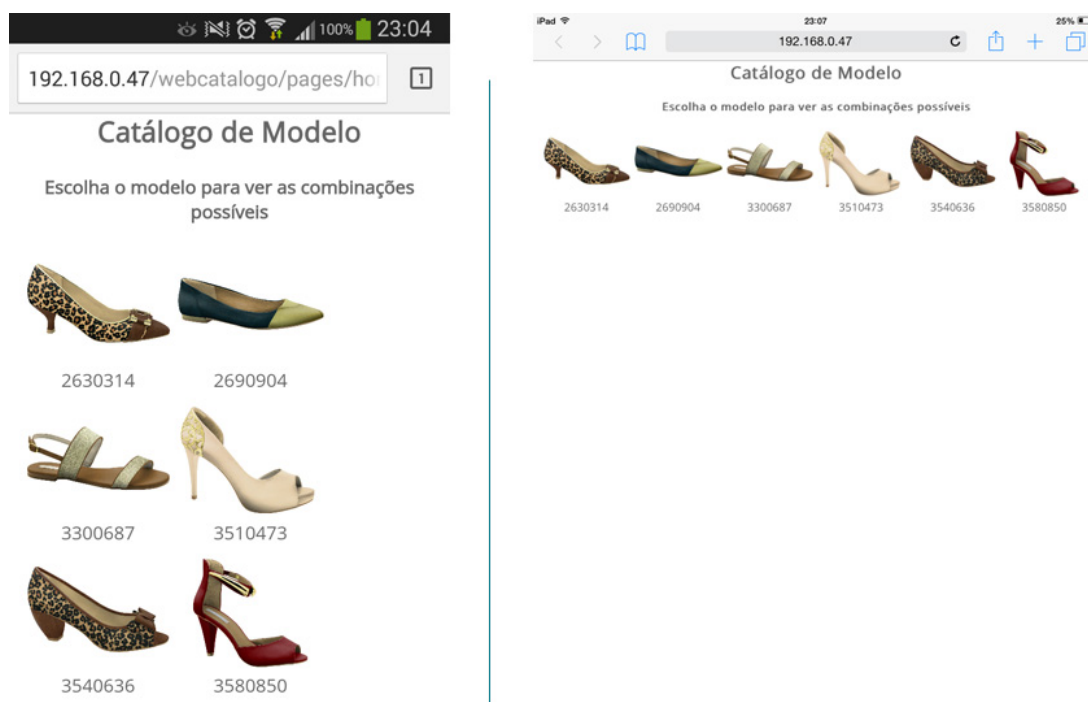 100% 23:04
192.168.0.47/webcatalogo/pages/ho
1
Catálogo de Modelo
Escolha o modelo para ver as combinações
possíveis
2630314 2690904
3300687 3510473
3540636 3580850
iPad 23:07 25%
192.168.0.47
Catálogo de Modelo
Escolha o modelo para ver as combinações possíveis
2630314 2690904 3300687 3510473 3540636 3580850